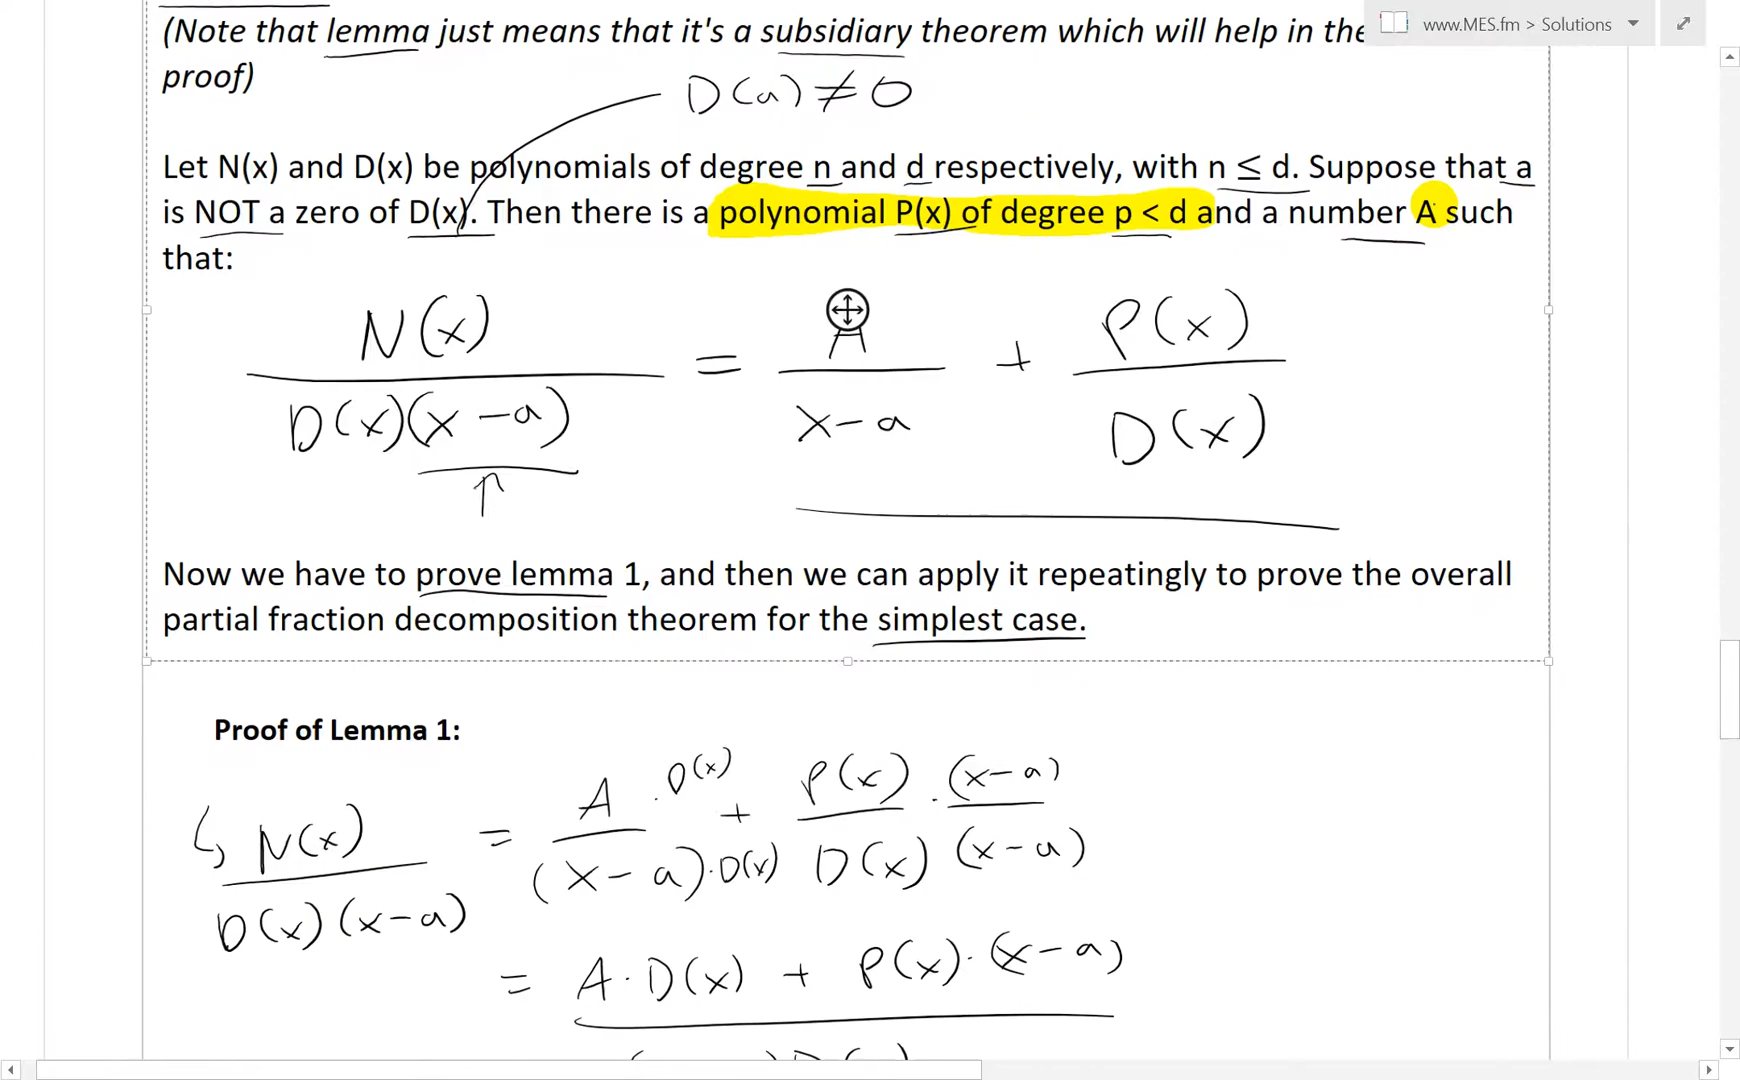 (Note that lemma just means that it's a subsidiary theorem which will help in the
www.MES.fm > Solutions
proof)
D(a) ≠ 0
Let N(x) and D(x) be polynomials of degree n and d respectively, with n ≤ d. Suppose that a
is NOT a zero of D(x). Then there is a polynomial P(x) of degree p < d and a number A such
that:
N(x) / D(x)(x-a) = A / x-a + P(x) / D(x)
Now we have to prove lemma 1, and then we can apply it repeatingly to prove the overall
partial fraction decomposition theorem for the simplest case.
Proof of Lemma 1:
N(x) / D(x)(x-a) = A · D(x) / (x-a)·D(x) + P(x) / D(x) · (x-a) / (x-a)
= A·D(x) + P(x)·(x-a)